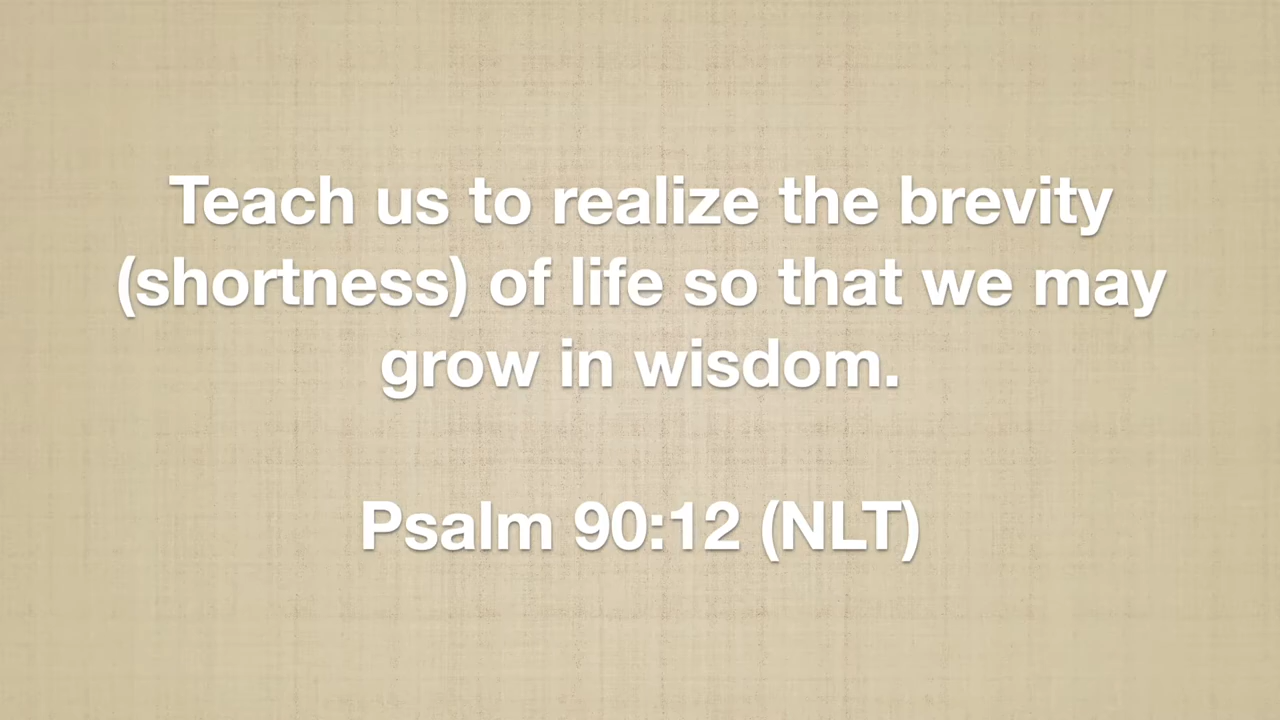 Teach us to realize the brevity
(shortness) of life so that we may
grow in wisdom.
Psalm 90:12 (NLT)